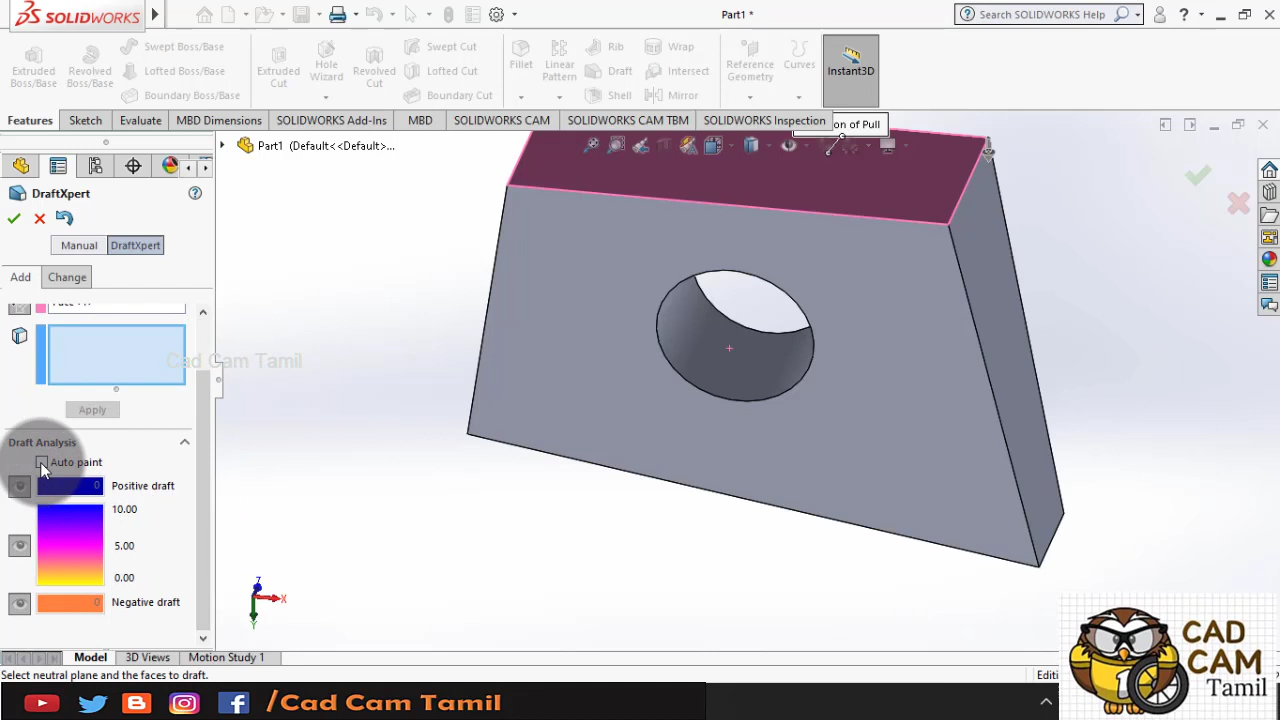 SOLIDWORKS
Part1 *
Search SOLIDWORKS Help
Extruded Boss/Base
Revolved Boss/Base
Swept Boss/Base
Lofted Boss/Base
Boundary Boss/Base
Extruded Cut
Hole Wizard
Revolved Cut
Swept Cut
Lofted Cut
Boundary Cut
Fillet
Linear Pattern
Rib
Draft
Shell
Wrap
Intersect
Mirror
Reference Geometry
Curves
Instant3D
Features
Sketch
Evaluate
MBD Dimensions
SOLIDWORKS Add-Ins
MBD
SOLIDWORKS CAM
SOLIDWORKS CAM TBM
SOLIDWORKS Inspection
on of Pull
Part1 (Default<<Default>...
DraftXpert
Manual
DraftXpert
Add
Change
Cad Cam Tamil
Apply
Draft Analysis
Auto paint
0
Positive draft
10.00
5.00
0.00
0
Negative draft
Z
X
Y
Model
3D Views
Motion Study 1
Select neutral plane and the faces to draft.
Editi
/Cad Cam Tamil
CAD
CAM
Tamil